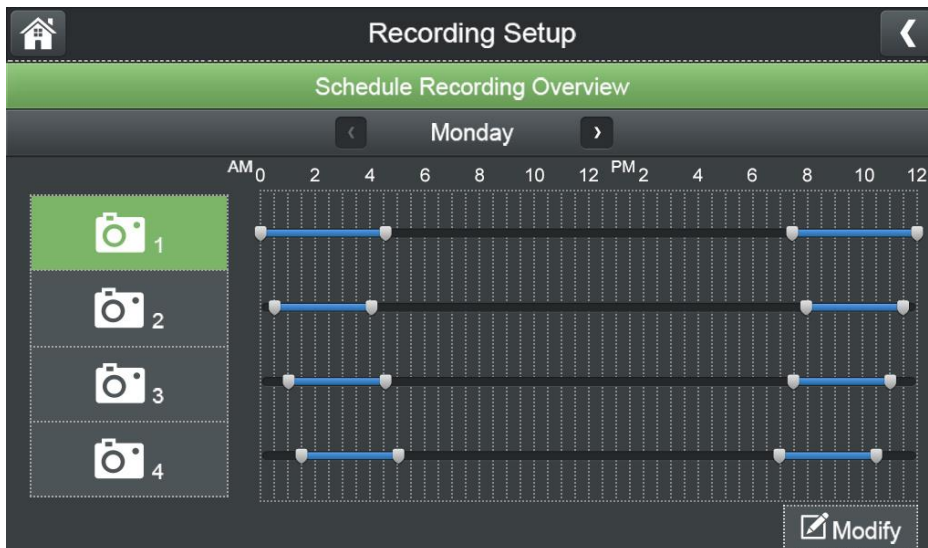 Recording Setup
Schedule Recording Overview
Monday
AM 0 2 4 6 8 10 12 PM 2 4 6 8 10 12
1
2
3
4
Modify